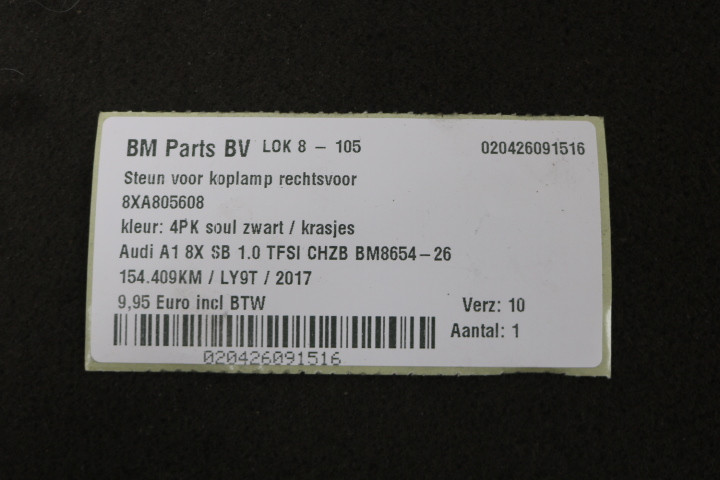 BM Parts BV LOK 8 - 105 020426091516
Steun voor koplamp rechtsvoor
8XA805608
kleur: 4PK soul zwart / krasjes
Audi A1 8X SB 1.0 TFSI CHZB BM8654-26
154.409KM / LY9T / 2017
9,95 Euro incl BTW Verz: 10
Aantal: 1
020426091516